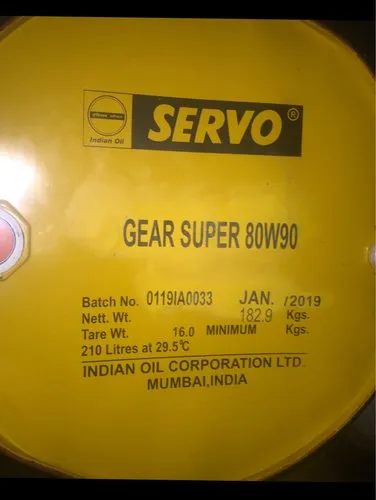 SERVO®
Indian Oil
GEAR SUPER 80W90
Batch No. 0119IA0033 JAN. /2019
Nett. Wt. 182.9 Kgs.
Tare Wt. 16.0 MINIMUM Kgs.
210 Litres at 29.5°C
INDIAN OIL CORPORATION LTD.
MUMBAI,INDIA